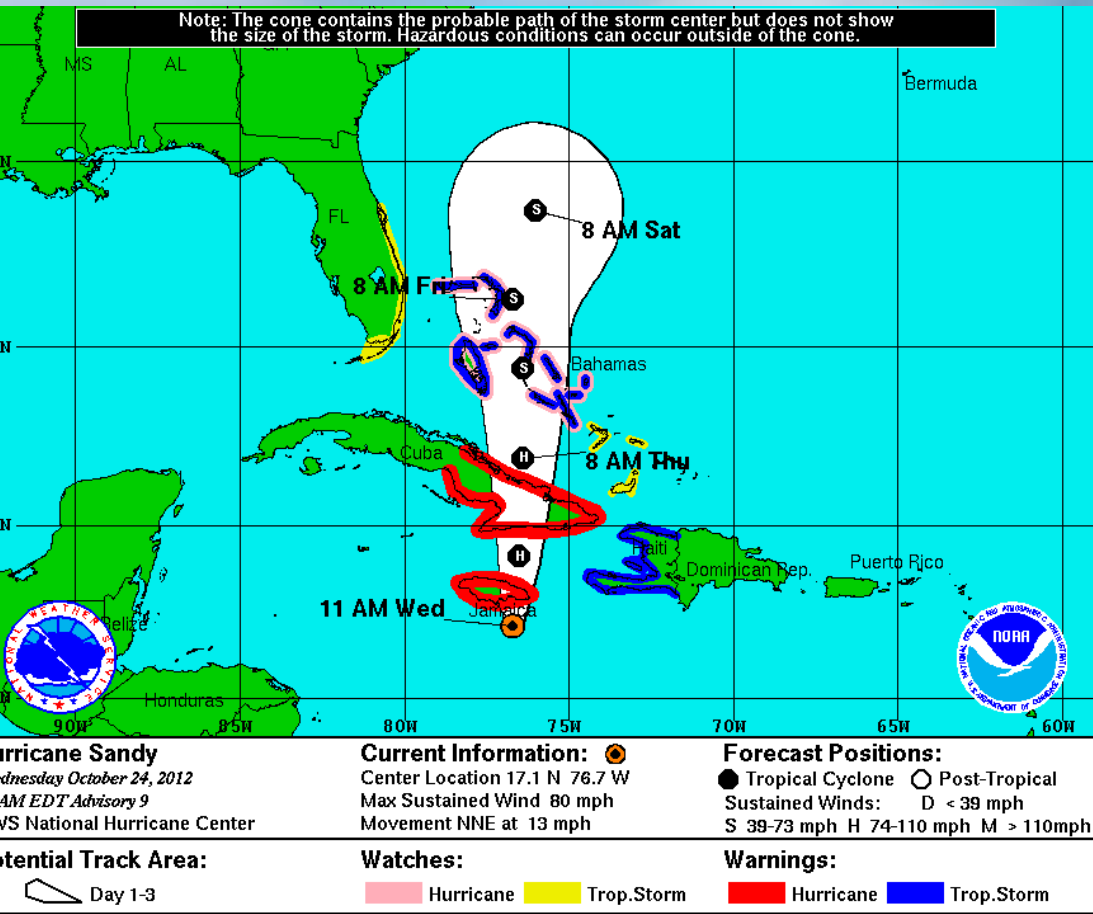 Note: The cone contains the probable path of the storm center but does not show
the size of the storm. Hazardous conditions can occur outside of the cone.
MS
AL
GA
Bermuda
N
FL
8 AM Sat
8 AM Fri
N
Bahamas
Cuba
8 AM Thu
N
Haiti
Dominican Rep.
Puerto Rico
Jamaica
11 AM Wed
Belize
NATIONAL WEATHER SERVICE
NOAA
Honduras
N
90W 85W 80W 75W 70W 65W 60W
S
S
S
H
H
urricane Sandy
dnesday October 24, 2012
AM EDT Advisory 9
WS National Hurricane Center
Current Information:
Center Location 17.1 N 76.7 W
Max Sustained Wind 80 mph
Movement NNE at 13 mph
Forecast Positions:
Tropical Cyclone Post-Tropical
Sustained Winds: D < 39 mph
S 39-73 mph H 74-110 mph M > 110mph
otential Track Area:
Day 1-3
Watches:
Hurricane Trop.Storm
Warnings:
Hurricane Trop.Storm